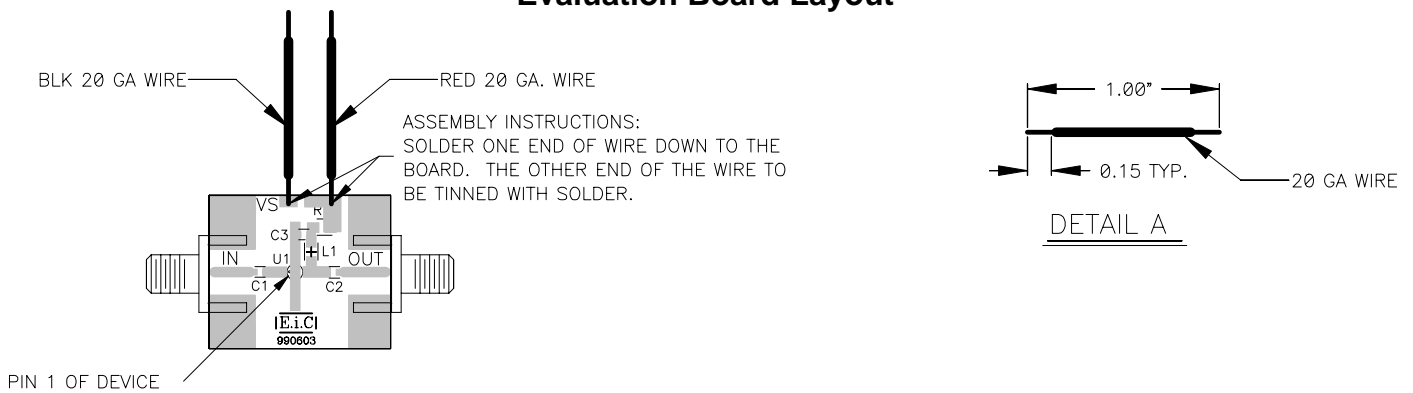 Evaluation Board Layout
BLK 20 GA WIRE
RED 20 GA. WIRE
ASSEMBLY INSTRUCTIONS:
SOLDER ONE END OF WIRE DOWN TO THE
BOARD. THE OTHER END OF THE WIRE TO
BE TINNED WITH SOLDER.
VS
R
C3
L1
IN
U1
OUT
C1
C2
E.i.C
990603
PIN 1 OF DEVICE
1.00"
0.15 TYP.
20 GA WIRE
DETAIL A